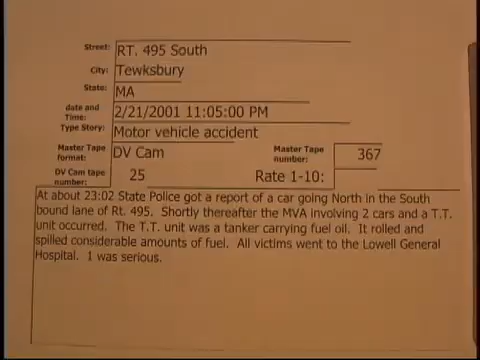 Street: RT. 495 South
City: Tewksbury
State: MA
date and Time: 2/21/2001 11:05:00 PM
Type Story: Motor vehicle accident
Master Tape format: DV Cam Master Tape number: 367
DV Cam tape number: 25 Rate 1-10:
At about 23:02 State Police got a report of a car going North in the South
bound lane of Rt. 495. Shortly thereafter the MVA involving 2 cars and a T.T.
unit occurred. The T.T. unit was a tanker carrying fuel oil. It rolled and
spilled considerable amounts of fuel. All victims went to the Lowell General
Hospital. 1 was serious.